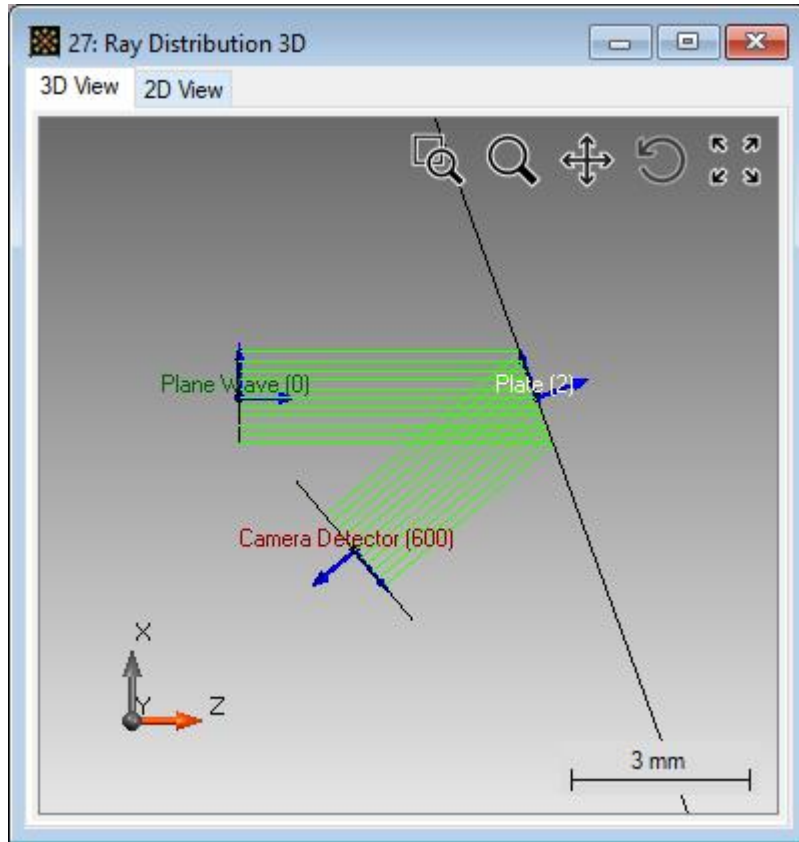 27: Ray Distribution 3D
3D View 2D View
Plane Wave (0)
Plate (2)
Camera Detector (600)
X
Y
Z
3 mm